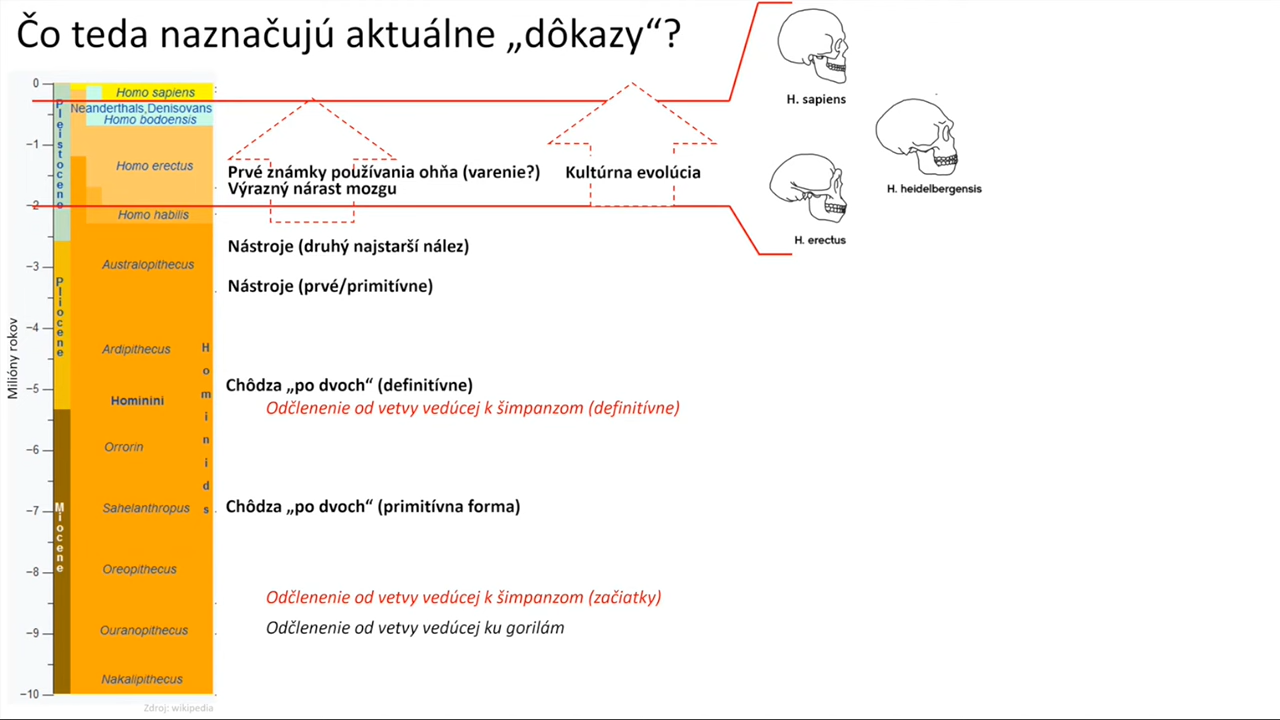 Čo teda naznačujú aktuálne „dôkazy“?
H. sapiens
H. heidelbergensis
H. erectus
Milióny rokov
0
−1
−2
−3
−4
−5
−6
−7
−8
−9
−10
Pleistocene
Pliocene
Miocene
Homo sapiens
Neanderthals,Denisovans
Homo bodoensis
Homo erectus
Homo habilis
Australopithecus
Ardipithecus
Hominini
Orrorin
Sahelanthropus
Oreopithecus
Ouranopithecus
Nakalipithecus
Hominids
Prvé známky používania ohňa (varenie?)
Výrazný nárast mozgu
Kultúrna evolúcia
Nástroje (druhý najstarší nález)
Nástroje (prvé/primitívne)
Chôdza „po dvoch“ (definitívne)
Odčlenenie od vetvy vedúcej k šimpanzom (definitívne)
Chôdza „po dvoch“ (primitívna forma)
Odčlenenie od vetvy vedúcej k šimpanzom (začiatky)
Odčlenenie od vetvy vedúcej ku gorilám
Zdroj: wikipedia